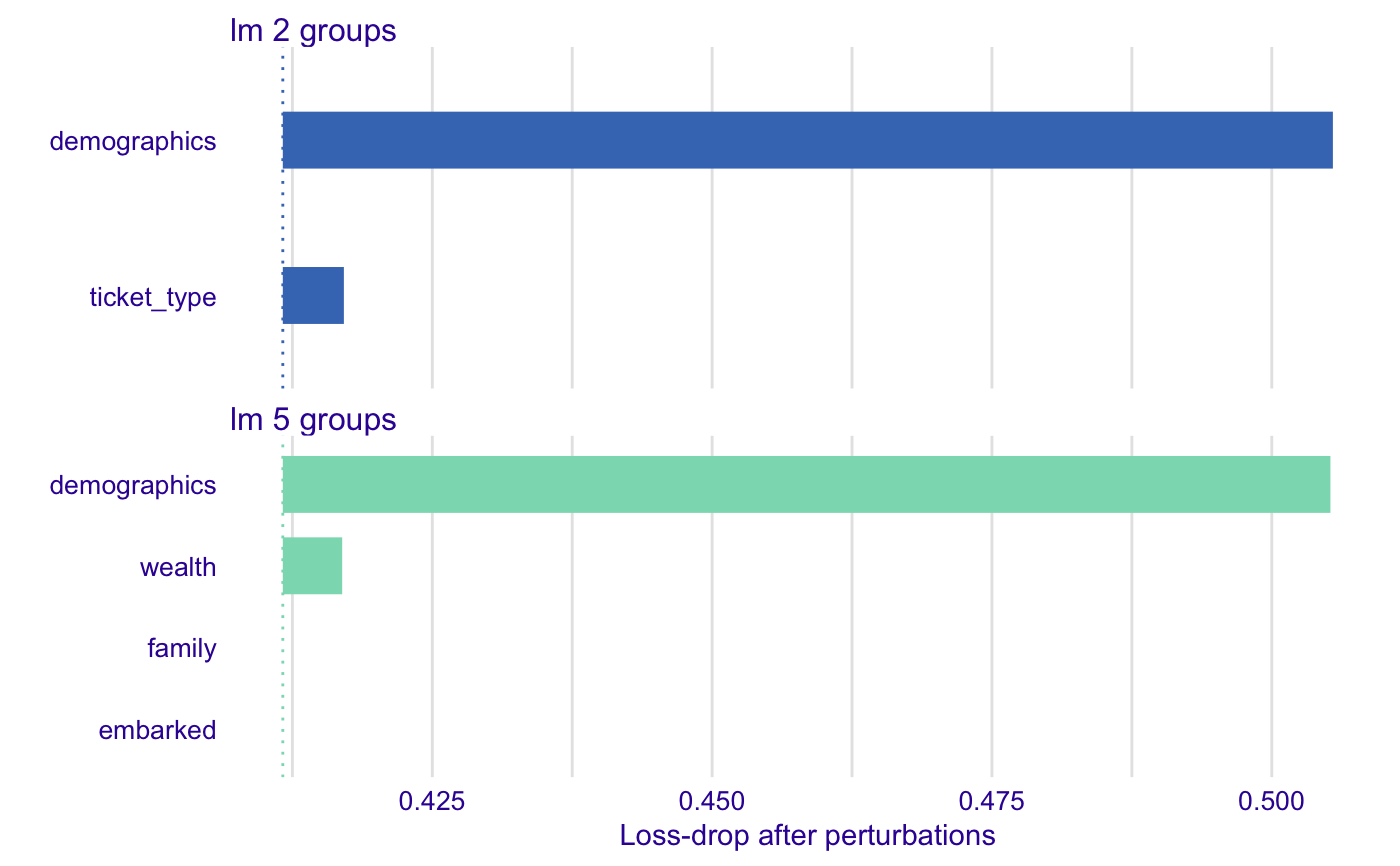 lm 2 groups
demographics
ticket_type
lm 5 groups
demographics
wealth
family
embarked
0.425 0.450 0.475 0.500
Loss-drop after perturbations